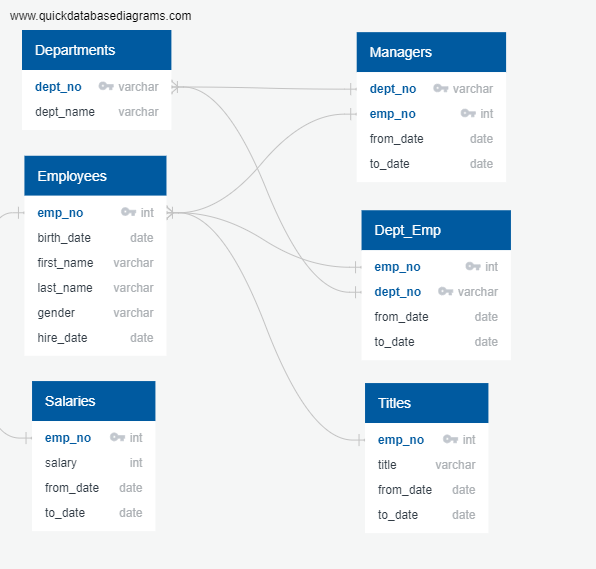 www.quickdatabasediagrams.com
Departments
dept_no varchar
dept_name varchar
Employees
emp_no int
birth_date date
first_name varchar
last_name varchar
gender varchar
hire_date date
Salaries
emp_no int
salary int
from_date date
to_date date
Managers
dept_no varchar
emp_no int
from_date date
to_date date
Dept_Emp
emp_no int
dept_no varchar
from_date date
to_date date
Titles
emp_no int
title varchar
from_date date
to_date date